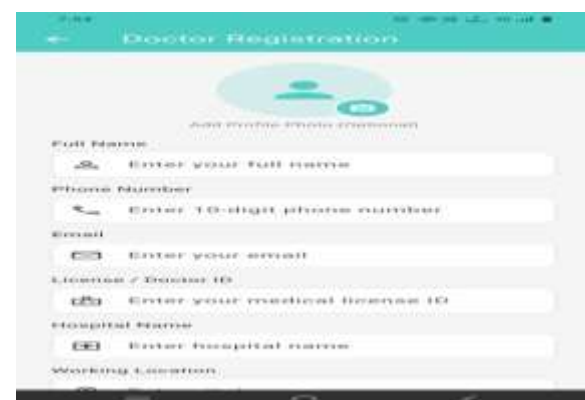 Doctor Registration
Add Profile Photo (optional)
Full Name
Enter your full name
Phone Number
Enter 10-digit phone number
Email
Enter your email
License / Doctor ID
Enter your medical license ID
Hospital Name
Enter hospital name
Working Location